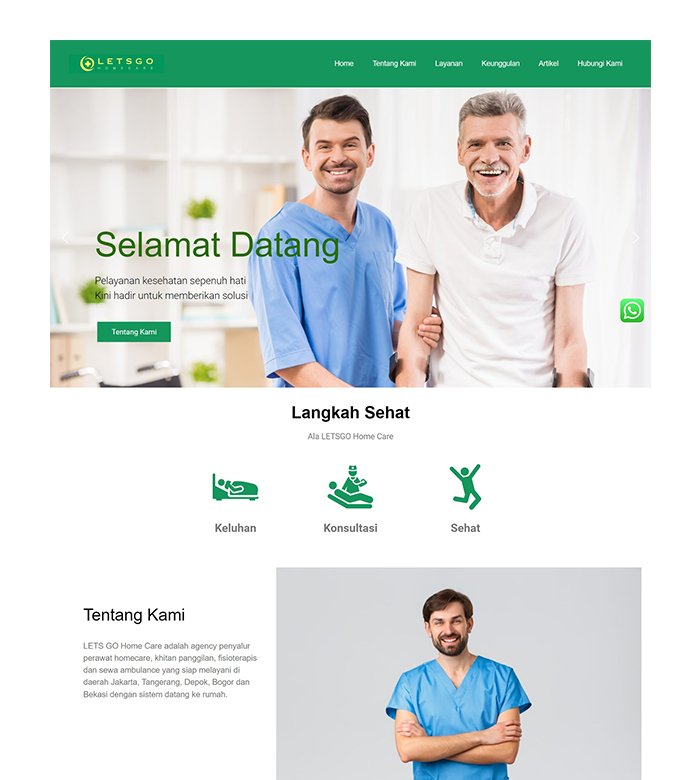 LETSGO
HOMECARE
Home Tentang Kami Layanan Keunggulan Artikel Hubungi Kami
Selamat Datang
Pelayanan kesehatan sepenuh hati
Kini hadir untuk memberikan solusi
Tentang Kami
Langkah Sehat
Ala LETSGO Home Care
Keluhan Konsultasi Sehat
Tentang Kami
LETS GO Home Care adalah agency penyalur
perawat homecare, khitan panggilan, fisioterapis
dan sewa ambulance yang siap melayani di
daerah Jakarta, Tangerang, Depok, Bogor dan
Bekasi dengan sistem datang ke rumah.